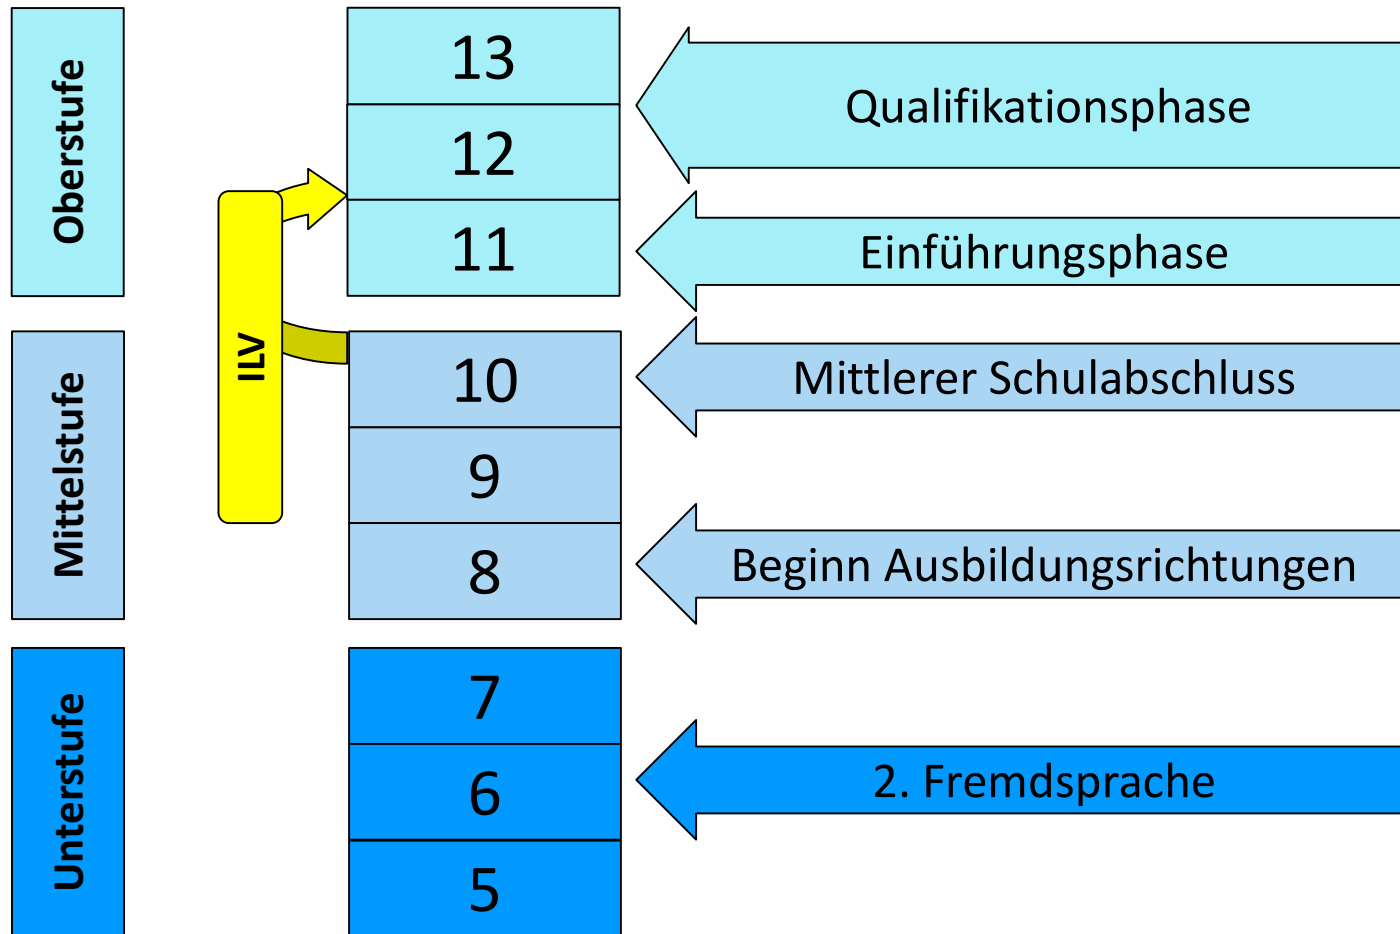 Oberstufe
13
12
11
Qualifikationsphase
Einführungsphase
ILV
Mittelstufe
10
9
8
Mittlerer Schulabschluss
Beginn Ausbildungsrichtungen
Unterstufe
7
6
5
2. Fremdsprache